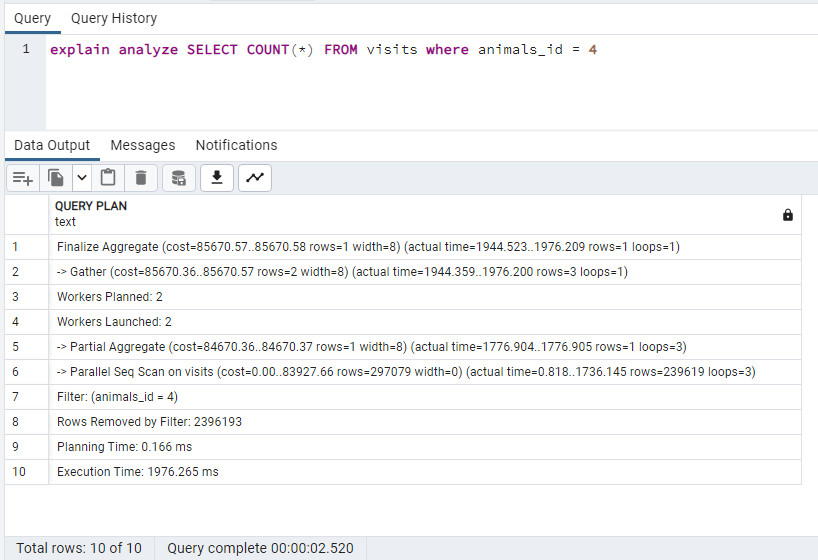 Query Query History
1 explain analyze SELECT COUNT(*) FROM visits where animals_id = 4
Data Output Messages Notifications
QUERY PLAN
text
1 Finalize Aggregate (cost=85670.57..85670.58 rows=1 width=8) (actual time=1944.523..1976.209 rows=1 loops=1)
2 -> Gather (cost=85670.36..85670.57 rows=2 width=8) (actual time=1944.359..1976.200 rows=3 loops=1)
3 Workers Planned: 2
4 Workers Launched: 2
5 -> Partial Aggregate (cost=84670.36..84670.37 rows=1 width=8) (actual time=1776.904..1776.905 rows=1 loops=3)
6 -> Parallel Seq Scan on visits (cost=0.00..83927.66 rows=297079 width=0) (actual time=0.818..1736.145 rows=239619 loops=3)
7 Filter: (animals_id = 4)
8 Rows Removed by Filter: 2396193
9 Planning Time: 0.166 ms
10 Execution Time: 1976.265 ms
Total rows: 10 of 10 Query complete 00:00:02.520